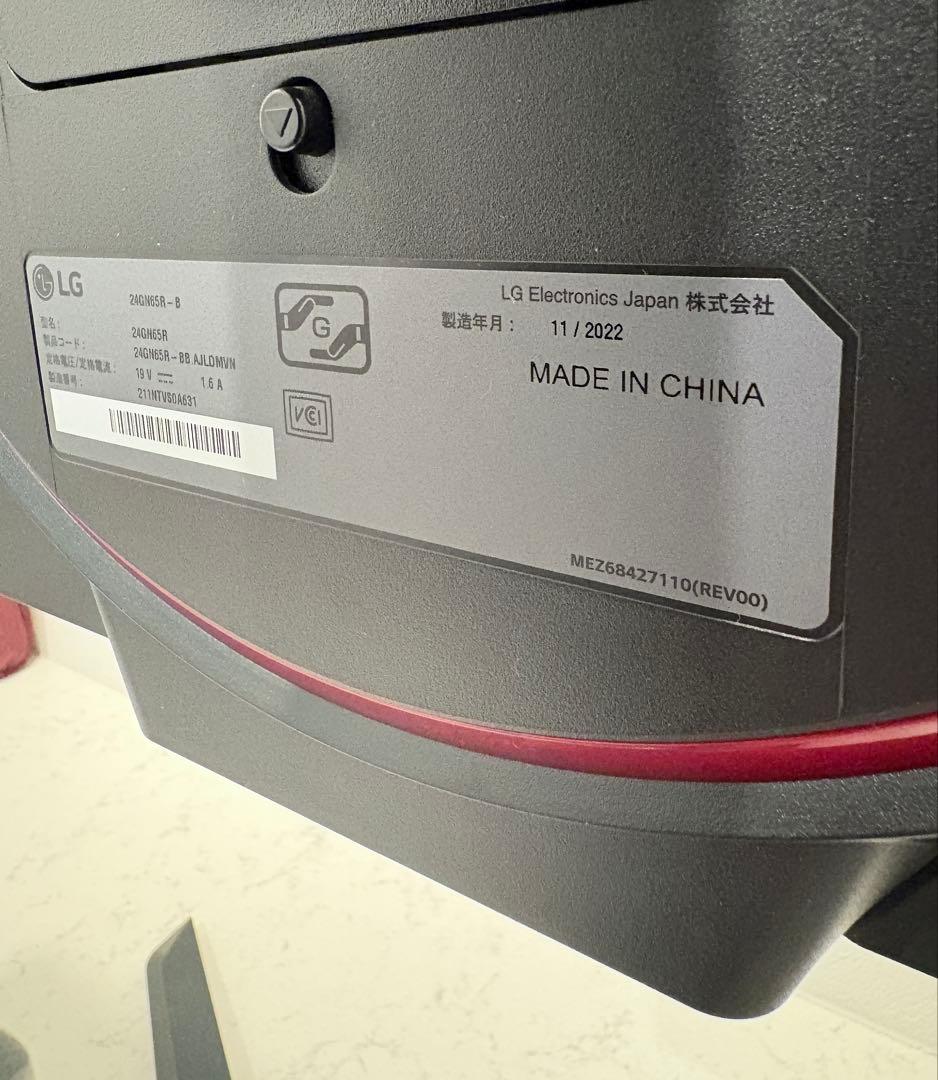 LG
24GN65R-B
型名: 24GN65R
製品コード: 24GN65R-BB.AJLDMVN
定格電圧/定格電流: 19 V ⎓ 1.6 A
製造番号: 211NTVS0A631
G
VCCI
LG Electronics Japan 株式会社
製造年月: 11 / 2022
MADE IN CHINA
MEZ68427110(REV00)